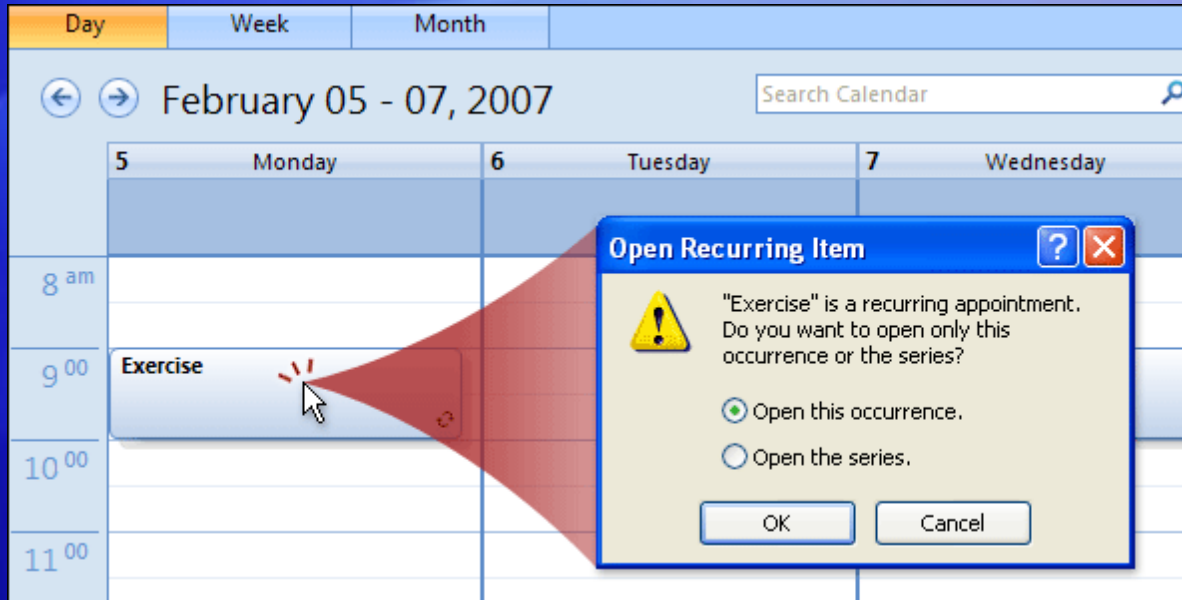 Day Week Month
February 05 - 07, 2007
Search Calendar
5 Monday 6 Tuesday 7 Wednesday
Open Recurring Item ?
8 am
"Exercise" is a recurring appointment.
Do you want to open only this
occurrence or the series?
9 00
Exercise
Open this occurrence.
Open the series.
10 00
OK Cancel
11 00